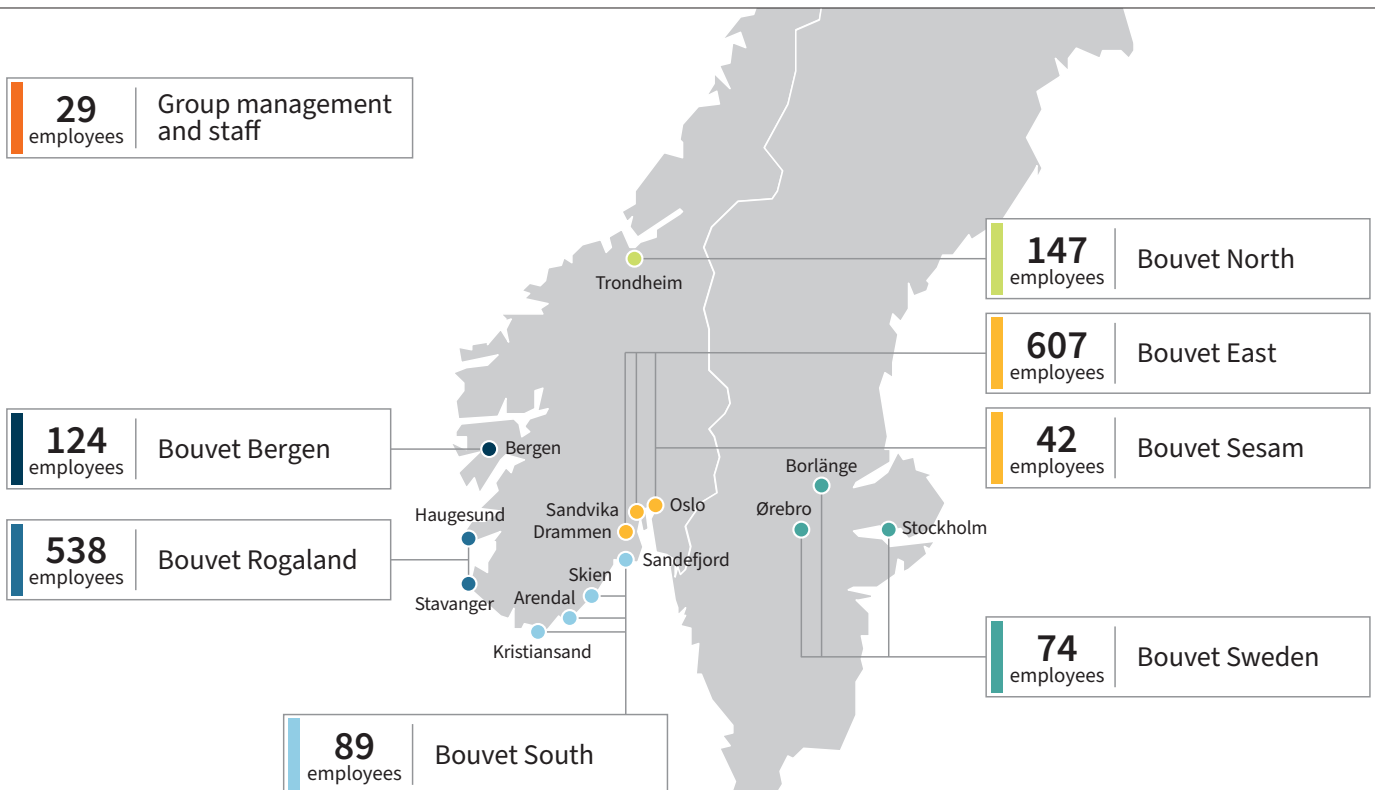 29
employees
Group management
and staff
147
employees
Bouvet North
Trondheim
607
employees
Bouvet East
124
employees
Bouvet Bergen
Bergen
42
employees
Bouvet Sesam
Borlänge
Haugesund
Sandvika
Oslo
Ørebro
Drammen
Stockholm
538
employees
Bouvet Rogaland
Sandefjord
Skien
Stavanger
Arendal
Kristiansand
74
employees
Bouvet Sweden
89
employees
Bouvet South